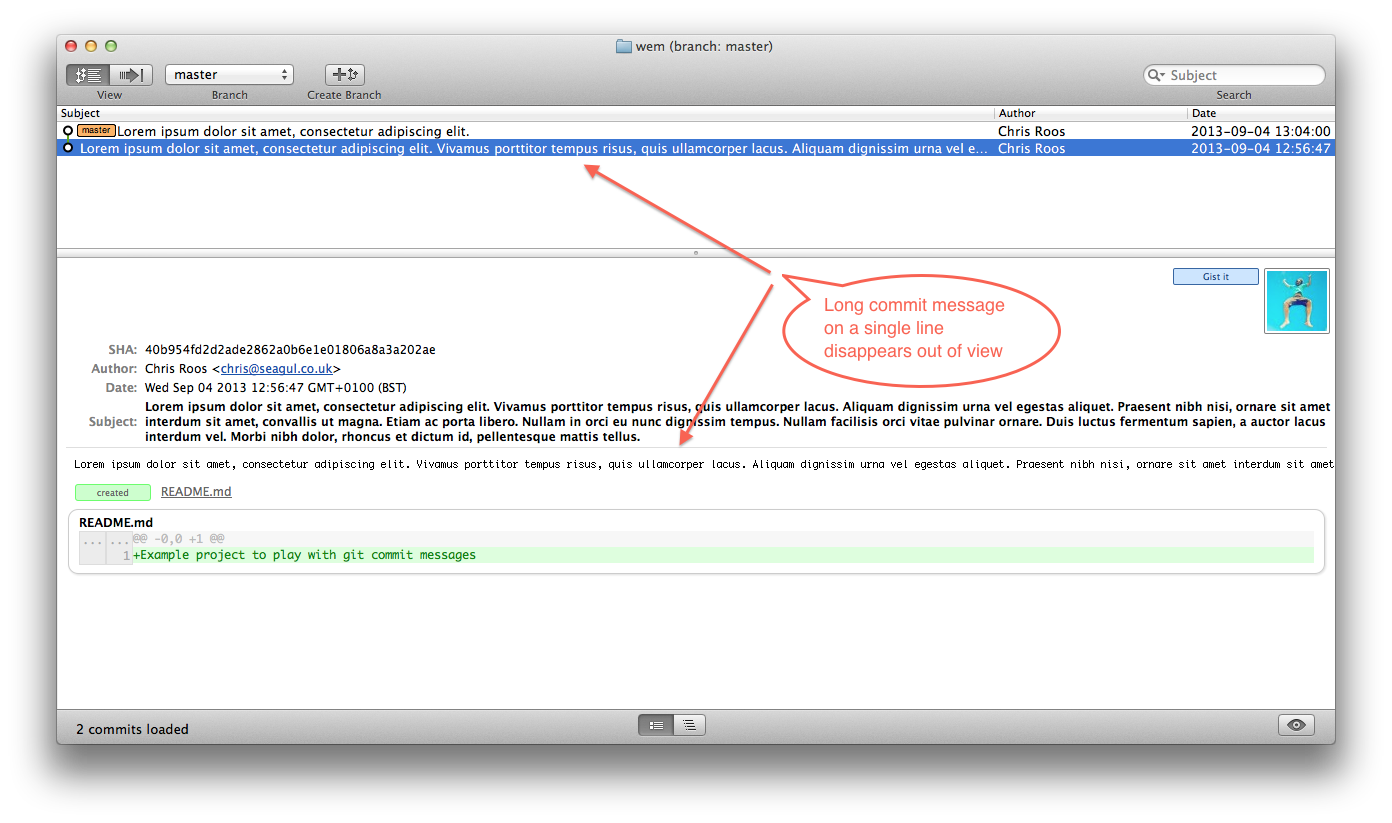 wem (branch: master)
master
Subject
View
Branch
Create Branch
Search
Subject
Author
Date
master
Lorem ipsum dolor sit amet, consectetur adipiscing elit.
Chris Roos
2013-09-04 13:04:00
Lorem ipsum dolor sit amet, consectetur adipiscing elit. Vivamus porttitor tempus risus, quis ullamcorper lacus. Aliquam dignissim urna vel e...
Chris Roos
2013-09-04 12:56:47
Gist it
Long commit message
on a single line
disappears out of view
SHA: 40b954fd2d2ade2862a0b6e1e01806a8a3a202ae
Author: Chris Roos <chris@seagul.co.uk>
Date: Wed Sep 04 2013 12:56:47 GMT+0100 (BST)
Lorem ipsum dolor sit amet, consectetur adipiscing elit. Vivamus porttitor tempus risus, quis ullamcorper lacus. Aliquam dignissim urna vel egestas aliquet. Praesent nibh nisi, ornare sit amet
Subject: interdum sit amet, convallis ut magna. Etiam ac porta libero. Nullam in orci eu nunc dignissim tempus. Nullam facilisis orci vitae pulvinar ornare. Duis luctus fermentum sapien, a auctor lacus
interdum vel. Morbi nibh dolor, rhoncus et dictum id, pellentesque mattis tellus.
Lorem ipsum dolor sit amet, consectetur adipiscing elit. Vivamus porttitor tempus risus, quis ullamcorper lacus. Aliquam dignissim urna vel egestas aliquet. Praesent nibh nisi, ornare sit amet interdum sit amet
created README.md
README.md
... ... @@ -0,0 +1 @@
1 +Example project to play with git commit messages
2 commits loaded